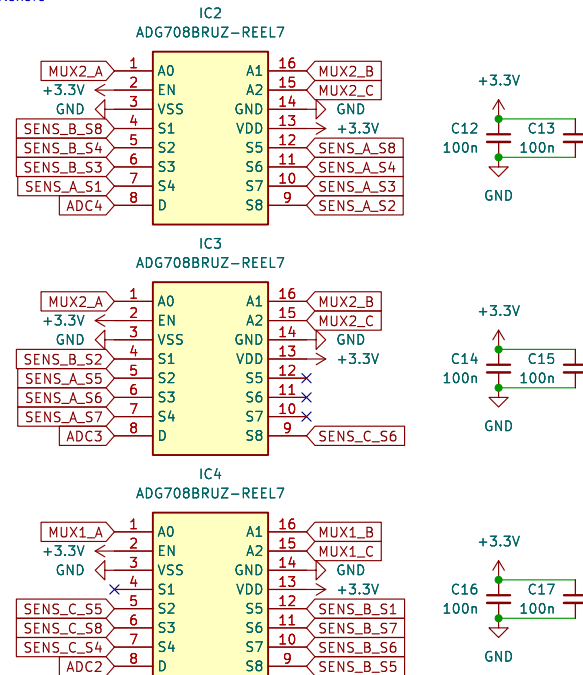 IC2
ADG708BRUZ-REEL7
MUX2_A 1 A0 A1 16 MUX2_B
+3.3V 2 EN A2 15 MUX2_C
GND 3 VSS GND 14 GND
SENS_B_S8 4 S1 VDD 13 +3.3V
SENS_B_S4 5 S2 S5 12 SENS_A_S8
SENS_B_S3 6 S3 S6 11 SENS_A_S4
SENS_A_S1 7 S4 S7 10 SENS_A_S3
ADC4 8 D S8 9 SENS_A_S2
+3.3V
C12 C13
100n 100n
GND
IC3
ADG708BRUZ-REEL7
MUX2_A 1 A0 A1 16 MUX2_B
+3.3V 2 EN A2 15 MUX2_C
GND 3 VSS GND 14 GND
SENS_B_S2 4 S1 VDD 13 +3.3V
SENS_A_S5 5 S2 S5 12
SENS_A_S6 6 S3 S6 11
SENS_A_S7 7 S4 S7 10
ADC3 8 D S8 9 SENS_C_S6
+3.3V
C14 C15
100n 100n
GND
IC4
ADG708BRUZ-REEL7
MUX1_A 1 A0 A1 16 MUX1_B
+3.3V 2 EN A2 15 MUX1_C
GND 3 VSS GND 14 GND
4 S1 VDD 13 +3.3V
SENS_C_S5 5 S2 S5 12 SENS_B_S1
SENS_C_S8 6 S3 S6 11 SENS_B_S7
SENS_C_S4 7 S4 S7 10 SENS_B_S6
ADC2 8 D S8 9 SENS_B_S5
+3.3V
C16 C17
100n 100n
GND